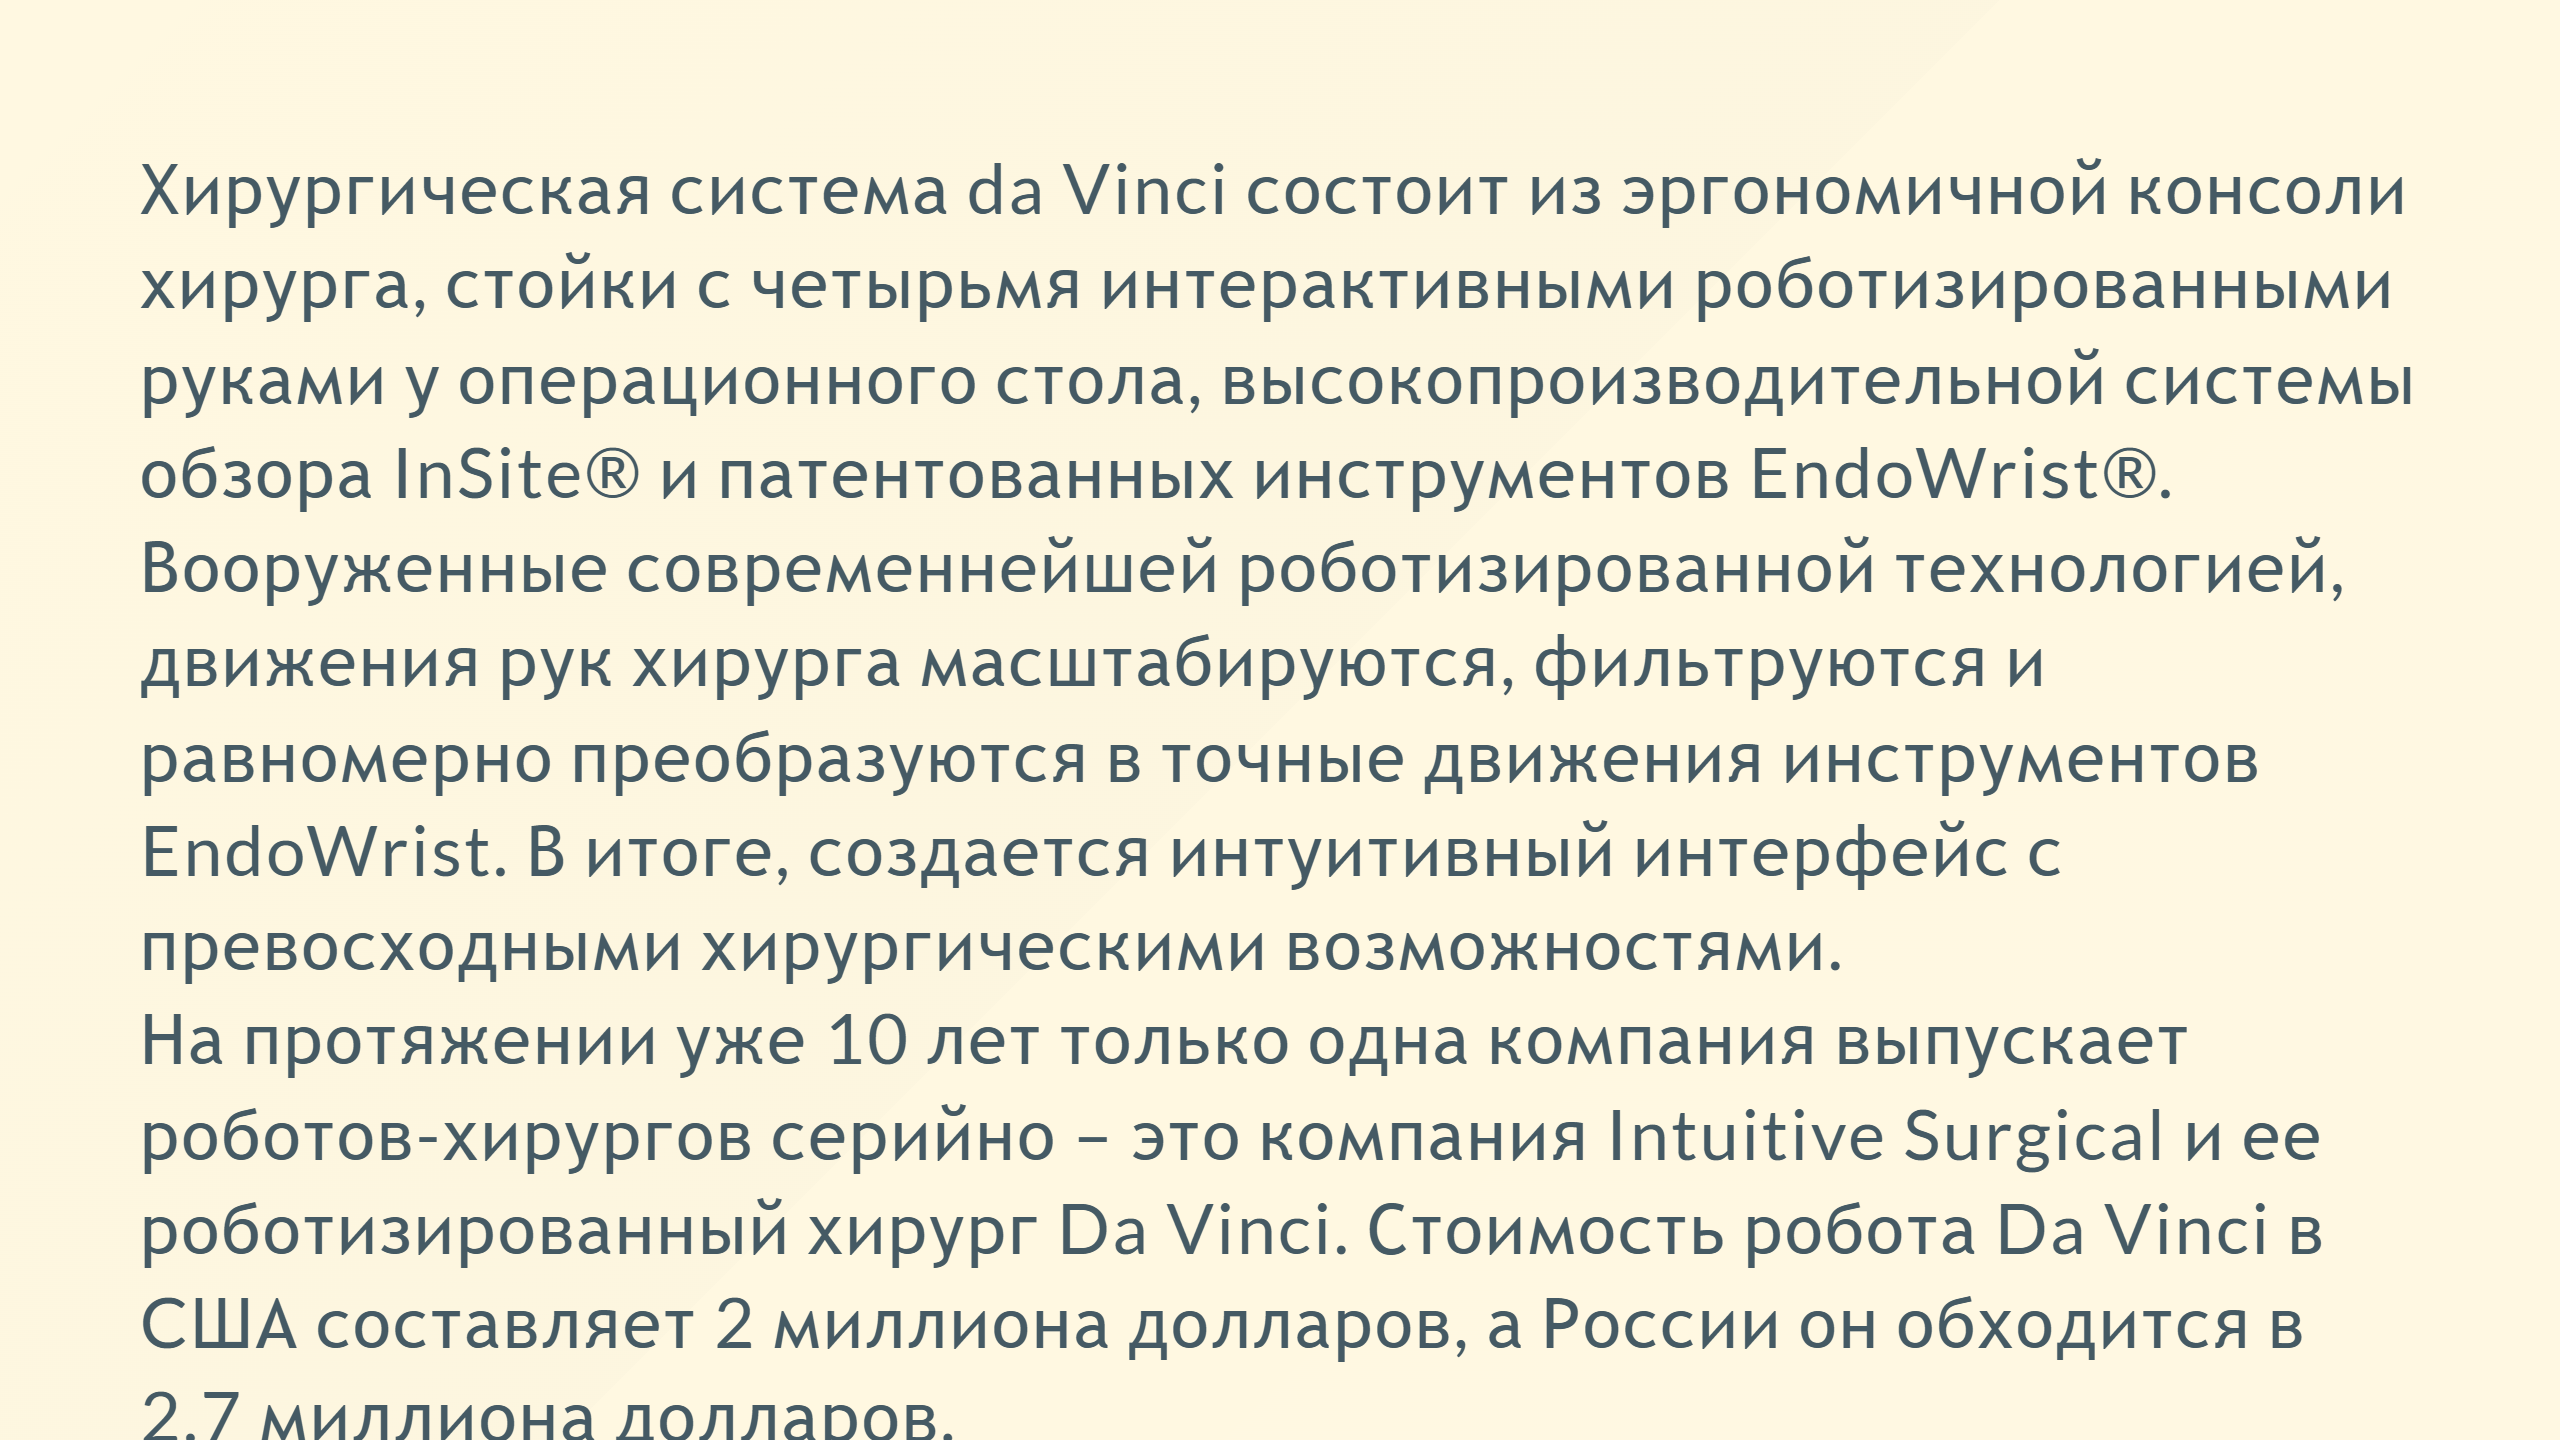 Хирургическая система da Vinci состоит из эргономичной консоли
хирурга, стойки с четырьмя интерактивными роботизированными
руками у операционного стола, высокопроизводительной системы
обзора InSite® и патентованных инструментов EndoWrist®.
Вооруженные современнейшей роботизированной технологией,
движения рук хирурга масштабируются, фильтруются и
равномерно преобразуются в точные движения инструментов
EndoWrist. В итоге, создается интуитивный интерфейс с
превосходными хирургическими возможностями.
На протяжении уже 10 лет только одна компания выпускает
роботов-хирургов серийно – это компания Intuitive Surgical и ее
роботизированный хирург Da Vinci. Стоимость робота Da Vinci в
США составляет 2 миллиона долларов, а России он обходится в
2,7 миллиона долларов.